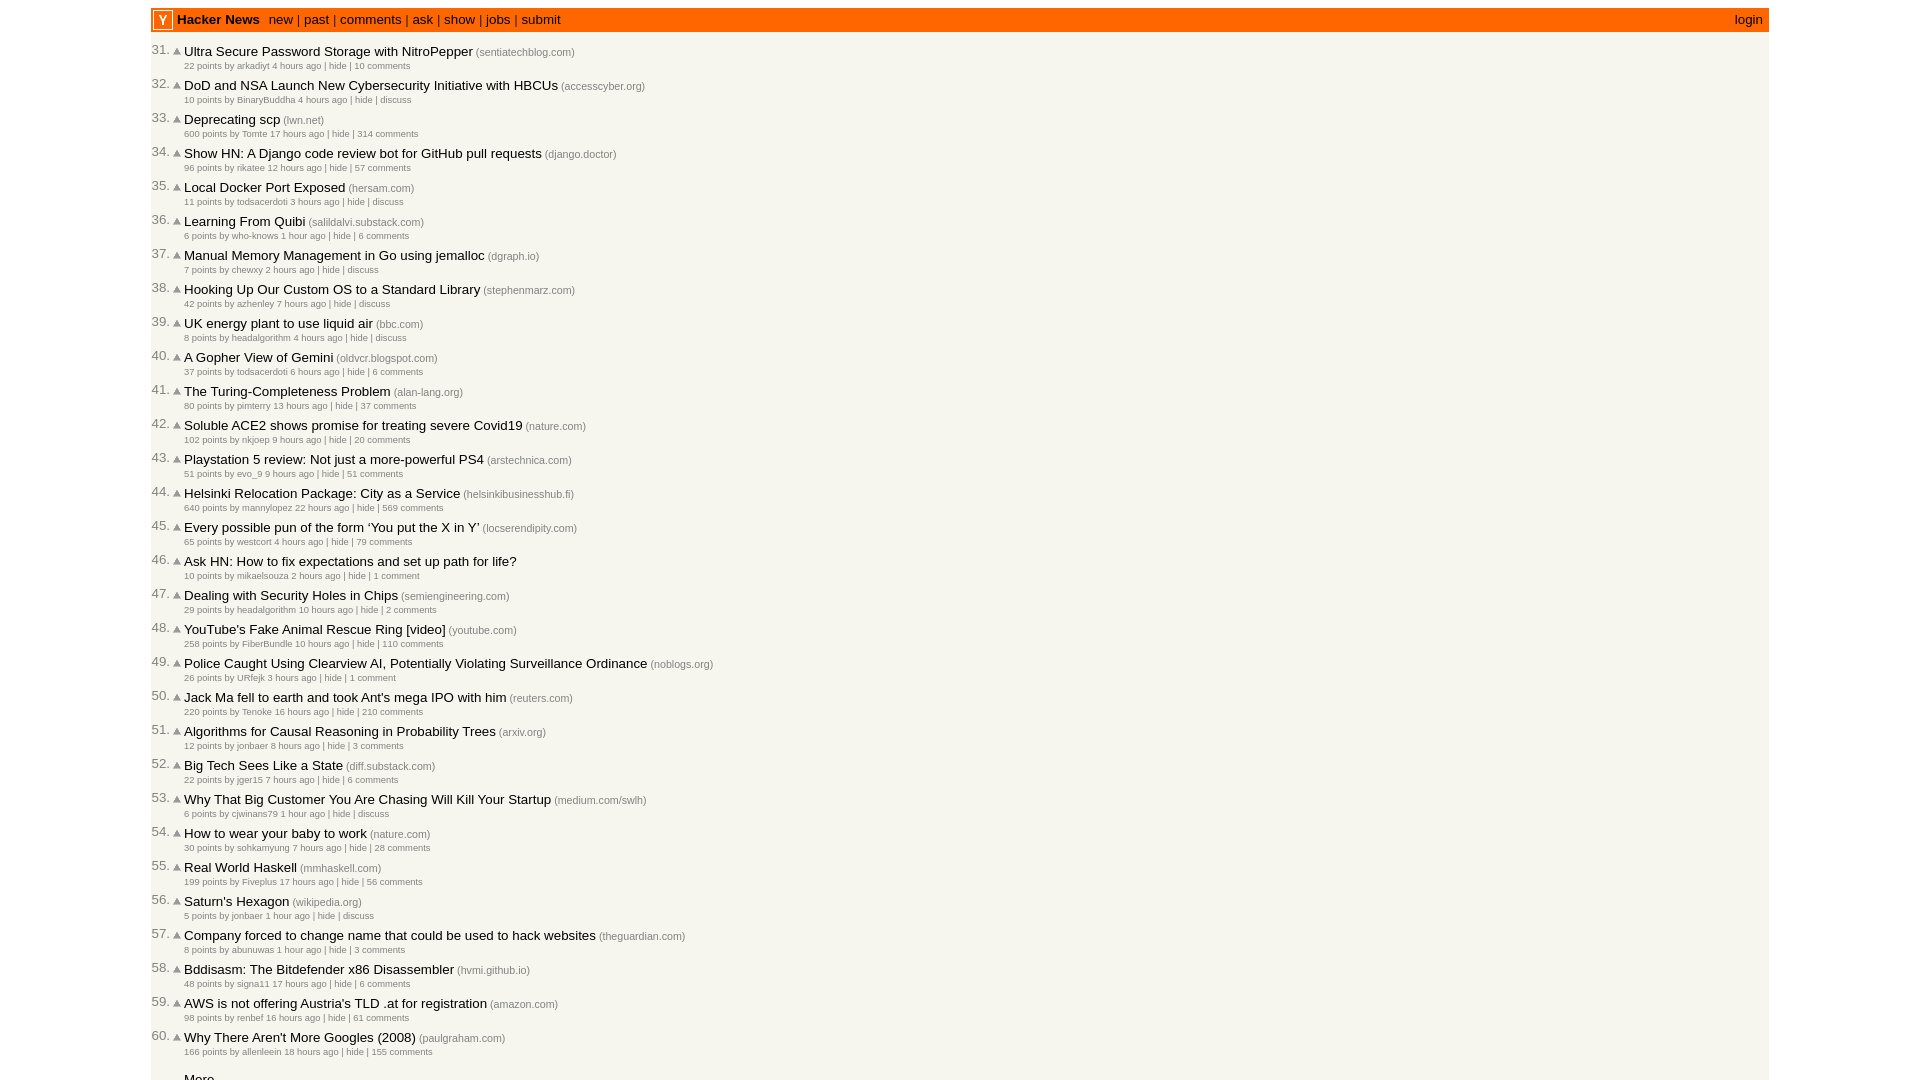 Y Hacker News new | past | comments | ask | show | jobs | submit login
31. Ultra Secure Password Storage with NitroPepper (sentiatechblog.com)
22 points by arkadiyt 4 hours ago | hide | 10 comments
32. DoD and NSA Launch New Cybersecurity Initiative with HBCUs (accesscyber.org)
10 points by BinaryBuddha 4 hours ago | hide | discuss
33. Deprecating scp (lwn.net)
600 points by Tomte 17 hours ago | hide | 314 comments
34. Show HN: A Django code review bot for GitHub pull requests (django.doctor)
96 points by rikatee 12 hours ago | hide | 57 comments
35. Local Docker Port Exposed (hersam.com)
11 points by todsacerdoti 3 hours ago | hide | discuss
36. Learning From Quibi (salildalvi.substack.com)
6 points by who-knows 1 hour ago | hide | 6 comments
37. Manual Memory Management in Go using jemalloc (dgraph.io)
7 points by chewxy 2 hours ago | hide | discuss
38. Hooking Up Our Custom OS to a Standard Library (stephenmarz.com)
42 points by azhenley 7 hours ago | hide | discuss
39. UK energy plant to use liquid air (bbc.com)
8 points by headalgorithm 4 hours ago | hide | discuss
40. A Gopher View of Gemini (oldvcr.blogspot.com)
37 points by todsacerdoti 6 hours ago | hide | 6 comments
41. The Turing-Completeness Problem (alan-lang.org)
80 points by pimterry 13 hours ago | hide | 37 comments
42. Soluble ACE2 shows promise for treating severe Covid19 (nature.com)
102 points by nkjoep 9 hours ago | hide | 20 comments
43. Playstation 5 review: Not just a more-powerful PS4 (arstechnica.com)
51 points by evo_9 9 hours ago | hide | 51 comments
44. Helsinki Relocation Package: City as a Service (helsinkibusinesshub.fi)
640 points by mannylopez 22 hours ago | hide | 569 comments
45. Every possible pun of the form ‘You put the X in Y’ (locserendipity.com)
65 points by westcort 4 hours ago | hide | 79 comments
46. Ask HN: How to fix expectations and set up path for life?
10 points by mikaelsouza 2 hours ago | hide | 1 comment
47. Dealing with Security Holes in Chips (semiengineering.com)
29 points by headalgorithm 10 hours ago | hide | 2 comments
48. YouTube's Fake Animal Rescue Ring [video] (youtube.com)
258 points by FiberBundle 10 hours ago | hide | 110 comments
49. Police Caught Using Clearview AI, Potentially Violating Surveillance Ordinance (noblogs.org)
26 points by URfejk 3 hours ago | hide | 1 comment
50. Jack Ma fell to earth and took Ant's mega IPO with him (reuters.com)
220 points by Tenoke 16 hours ago | hide | 210 comments
51. Algorithms for Causal Reasoning in Probability Trees (arxiv.org)
12 points by jonbaer 8 hours ago | hide | 3 comments
52. Big Tech Sees Like a State (diff.substack.com)
22 points by jger15 7 hours ago | hide | 6 comments
53. Why That Big Customer You Are Chasing Will Kill Your Startup (medium.com/swlh)
6 points by cjwinans79 1 hour ago | hide | discuss
54. How to wear your baby to work (nature.com)
30 points by sohkamyung 7 hours ago | hide | 28 comments
55. Real World Haskell (mmhaskell.com)
199 points by Fiveplus 17 hours ago | hide | 56 comments
56. Saturn's Hexagon (wikipedia.org)
5 points by jonbaer 1 hour ago | hide | discuss
57. Company forced to change name that could be used to hack websites (theguardian.com)
8 points by abunuwas 1 hour ago | hide | 3 comments
58. Bddisasm: The Bitdefender x86 Disassembler (hvmi.github.io)
48 points by signa11 17 hours ago | hide | 6 comments
59. AWS is not offering Austria's TLD .at for registration (amazon.com)
98 points by renbef 16 hours ago | hide | 61 comments
60. Why There Aren't More Googles (2008) (paulgraham.com)
166 points by allenleein 18 hours ago | hide | 155 comments
More